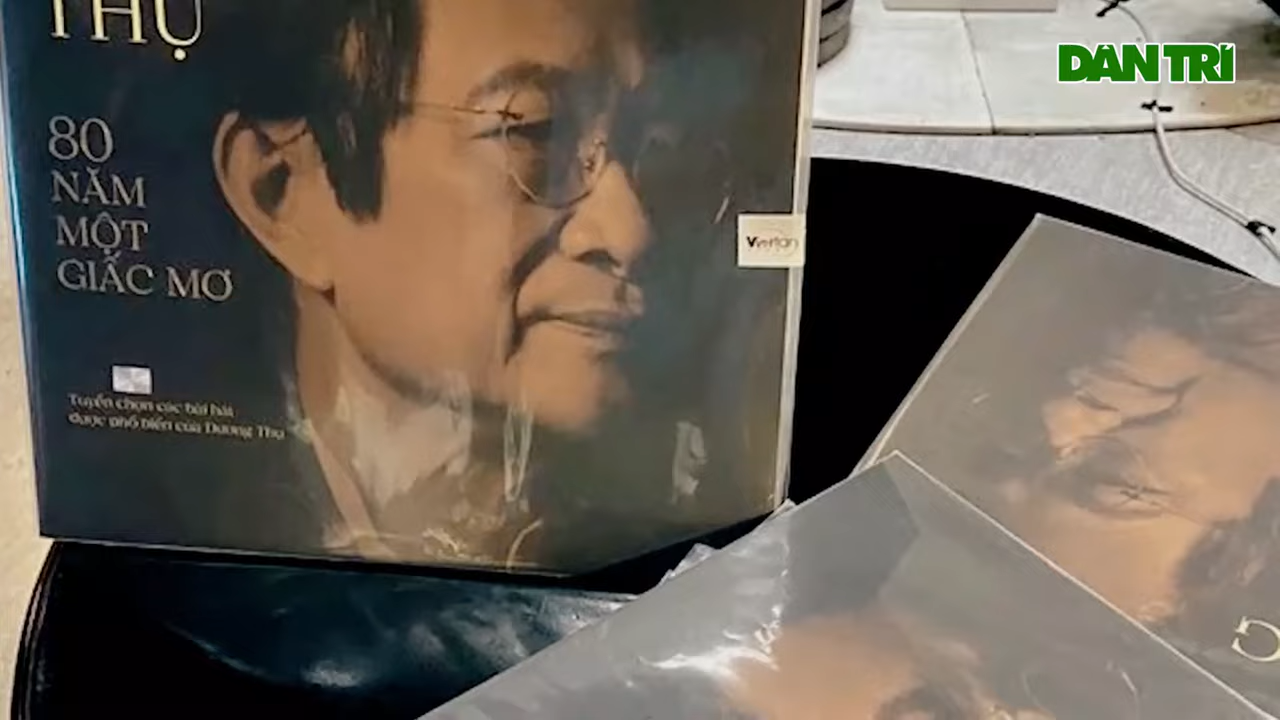 THỤ
80
NĂM
MỘT
GIẤC MƠ
Tuyển chọn các bài hát
được phổ biến của Dương Thụ
DÂN TRÍ